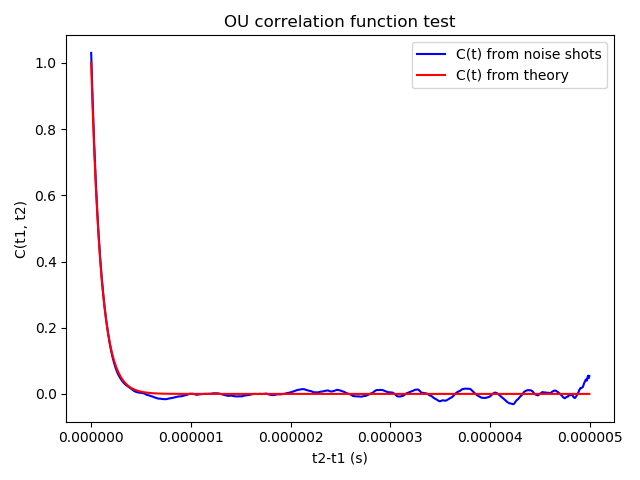 OU correlation function test
C(t) from noise shots
C(t) from theory
C(t1, t2)
1.0
0.8
0.6
0.4
0.2
0.0
0.000000 0.000001 0.000002 0.000003 0.000004 0.000005
t2-t1 (s)